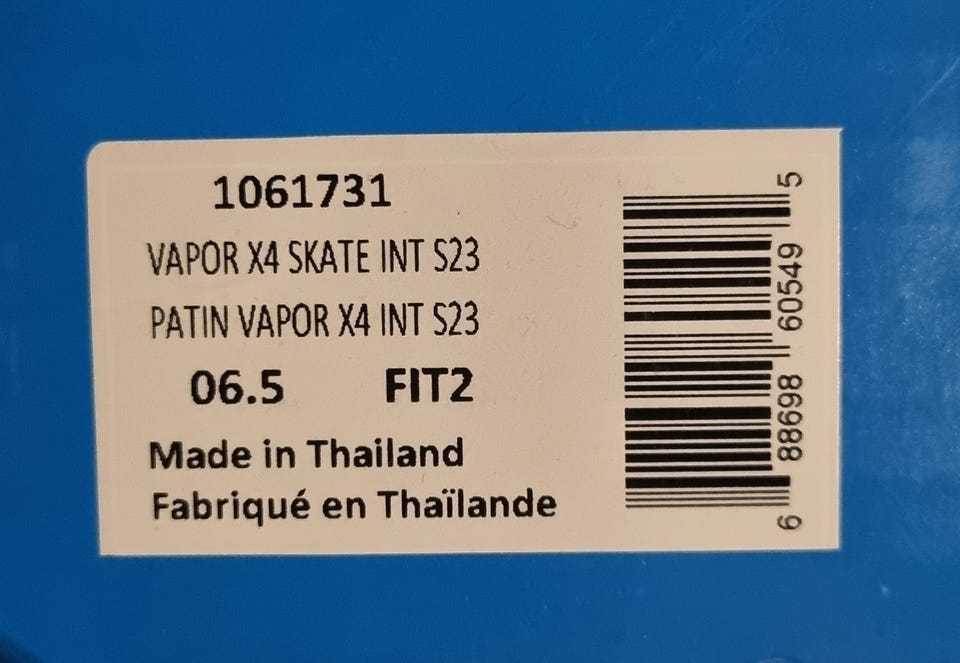 1061731
VAPOR X4 SKATE INT S23
PATIN VAPOR X4 INT S23
06.5 FIT2
Made in Thailand
Fabriqué en Thaïlande
6 88698 60549 5